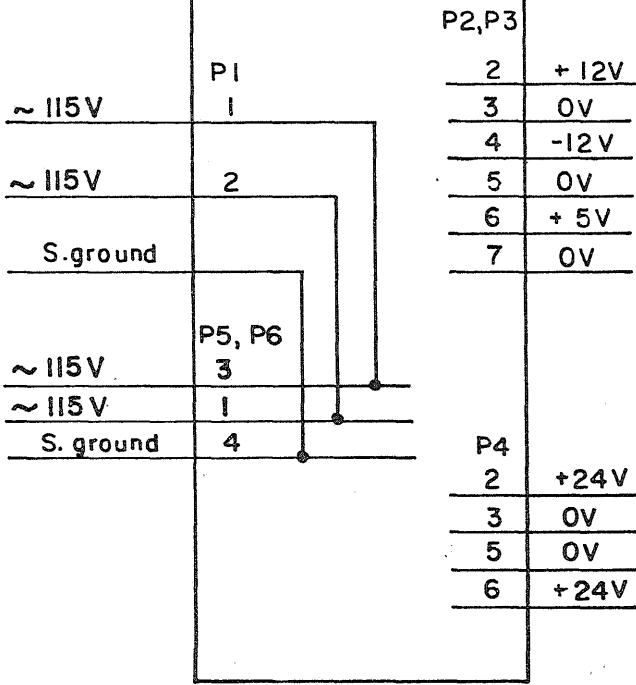 P1
~ 115V 1
~ 115V 2
S.ground
P5, P6
~ 115V 3
~ 115V 1
S. ground 4
P2,P3
2 + 12V
3 0V
4 -12V
5 0V
6 + 5V
7 0V
P4
2 +24V
3 0V
5 0V
6 +24V